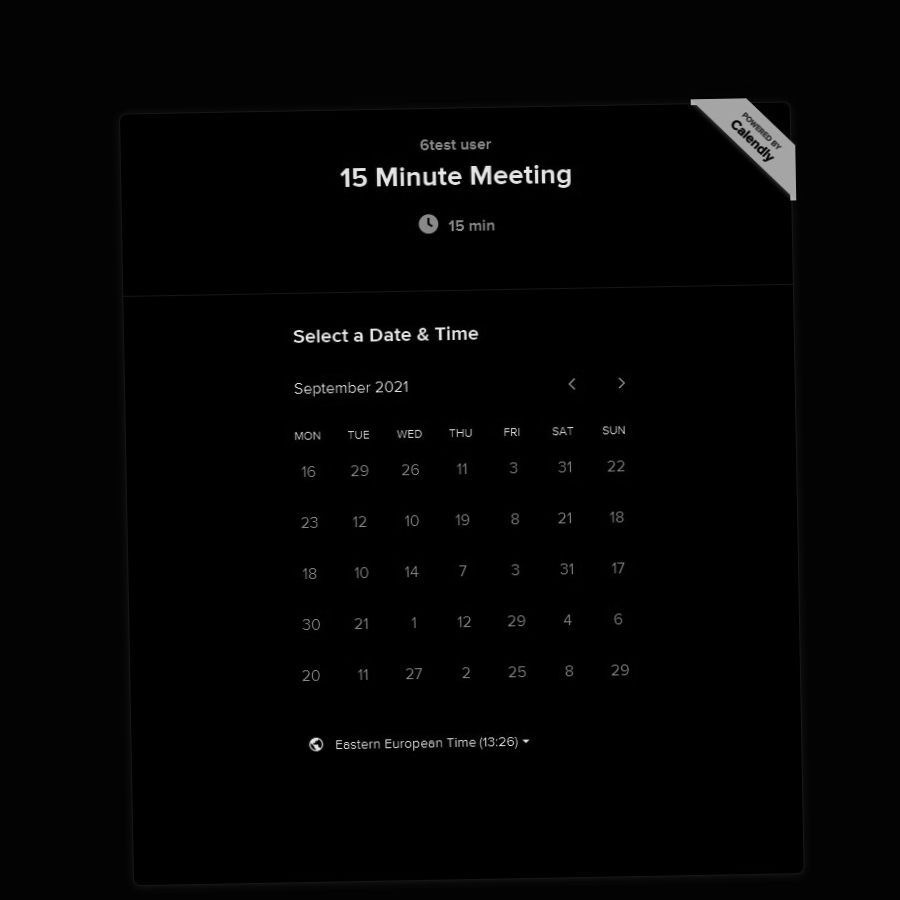 POWERED BY
Calendly
6test user
15 Minute Meeting
15 min
Select a Date & Time
September 2021
MON TUE WED THU FRI SAT SUN
16 29 26 11 3 31 22
23 12 10 19 8 21 18
18 10 14 7 3 31 17
30 21 1 12 29 4 6
20 11 27 2 25 8 29
Eastern European Time (13:26)